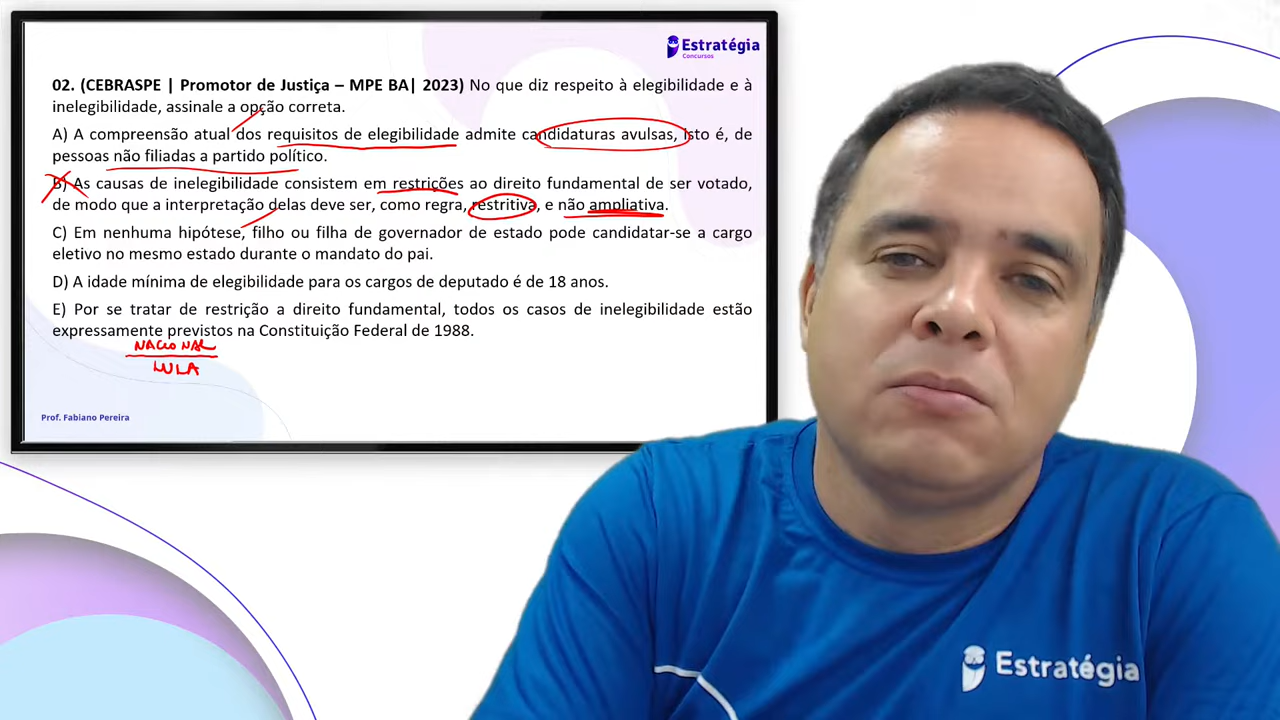 Estratégia
Concursos
02. (CEBRASPE | Promotor de Justiça – MPE BA| 2023) No que diz respeito à elegibilidade e à
inelegibilidade, assinale a opção correta.
A) A compreensão atual dos requisitos de elegibilidade admite candidaturas avulsas, isto é, de
pessoas não filiadas a partido político.
B) As causas de inelegibilidade consistem em restrições ao direito fundamental de ser votado,
de modo que a interpretação delas deve ser, como regra, restritiva, e não ampliativa.
C) Em nenhuma hipótese, filho ou filha de governador de estado pode candidatar-se a cargo
eletivo no mesmo estado durante o mandato do pai.
D) A idade mínima de elegibilidade para os cargos de deputado é de 18 anos.
E) Por se tratar de restrição a direito fundamental, todos os casos de inelegibilidade estão
expressamente previstos na Constituição Federal de 1988.
NACIONAL
LULA
Prof. Fabiano Pereira
Estratégia